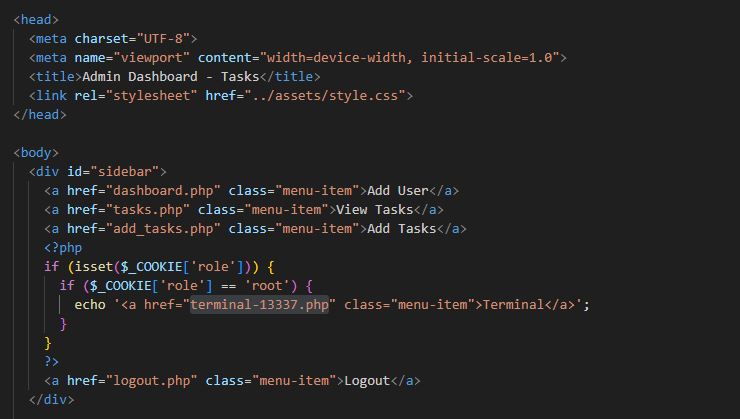 <head>
<meta charset="UTF-8">
<meta name="viewport" content="width=device-width, initial-scale=1.0">
<title>Admin Dashboard - Tasks</title>
<link rel="stylesheet" href="../assets/style.css">
</head>
<body>
<div id="sidebar">
<a href="dashboard.php" class="menu-item">Add User</a>
<a href="tasks.php" class="menu-item">View Tasks</a>
<a href="add_tasks.php" class="menu-item">Add Tasks</a>
<?php
if (isset($_COOKIE['role'])) {
if ($_COOKIE['role'] == 'root') {
echo '<a href="terminal-13337.php" class="menu-item">Terminal</a>';
}
}
?>
<a href="logout.php" class="menu-item">Logout</a>
</div>